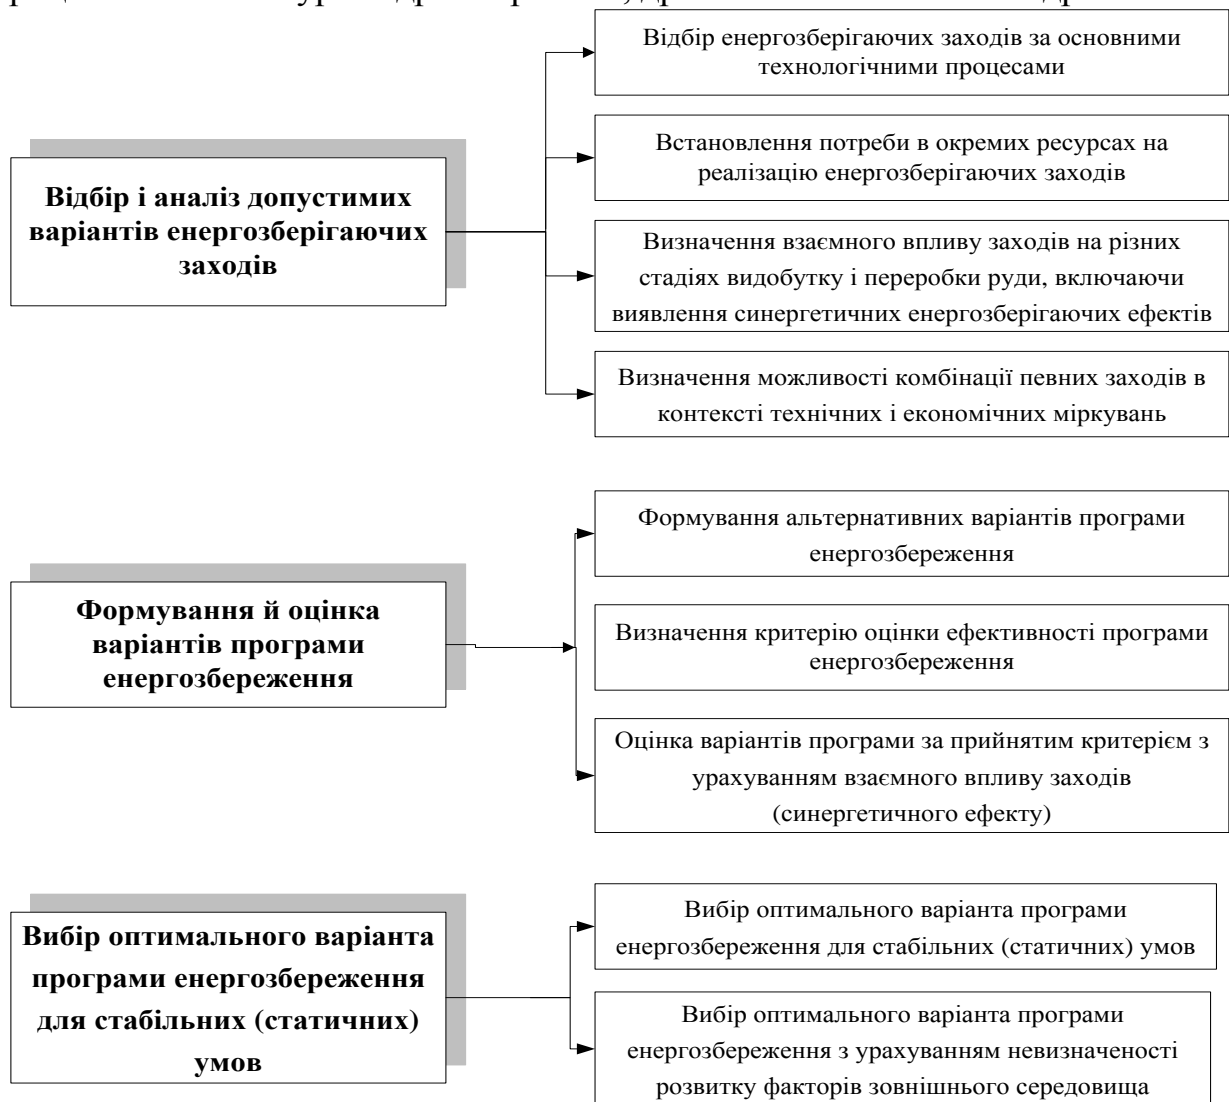 Відбір енергозберігаючих заходів за основними
технологічними процесами
Встановлення потреби в окремих ресурсах на
реалізацію енергозберігаючих заходів
Відбір і аналіз допустимих
варіантів енергозберігаючих
заходів
Визначення взаємного впливу заходів на різних
стадіях видобутку і переробки руди, включаючи
виявлення синергетичних енергозберігаючих ефектів
Визначення можливості комбінації певних заходів в
контексті технічних і економічних міркувань
Формування альтернативних варіантів програми
енергозбереження
Формування й оцінка
варіантів програми
енергозбереження
Визначення критерію оцінки ефективності програми
енергозбереження
Оцінка варіантів програми за прийнятим критерієм з
урахуванням взаємного впливу заходів
(синергетичного ефекту)
Вибір оптимального варіанта
програми енергозбереження
для стабільних (статичних)
умов
Вибір оптимального варіанта програми
енергозбереження для стабільних (статичних) умов
Вибір оптимального варіанта програми
енергозбереження з урахуванням невизначеності
розвитку факторів зовнішнього середовища